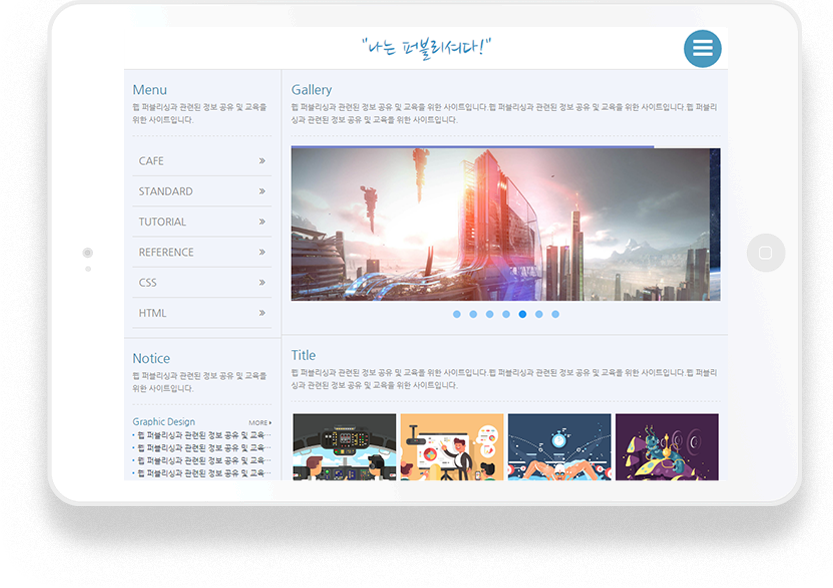 "나는 퍼블리셔다!"
Menu
웹 퍼블리싱과 관련된 정보 공유 및 교육을
위한 사이트입니다.
CAFE
STANDARD
TUTORIAL
REFERENCE
CSS
HTML
Notice
웹 퍼블리싱과 관련된 정보 공유 및 교육을
위한 사이트입니다.
Graphic Design MORE
웹 퍼블리싱과 관련된 정보 공유 및 교육…
웹 퍼블리싱과 관련된 정보 공유 및 교육…
웹 퍼블리싱과 관련된 정보 공유 및 교육…
웹 퍼블리싱과 관련된 정보 공유 및 교육…
Gallery
웹 퍼블리싱과 관련된 정보 공유 및 교육을 위한 사이트입니다.웹 퍼블리싱과 관련된 정보 공유 및 교육을 위한 사이트입니다.웹 퍼블리
싱과 관련된 정보 공유 및 교육을 위한 사이트입니다.
Title
웹 퍼블리싱과 관련된 정보 공유 및 교육을 위한 사이트입니다.웹 퍼블리싱과 관련된 정보 공유 및 교육을 위한 사이트입니다.웹 퍼블리
싱과 관련된 정보 공유 및 교육을 위한 사이트입니다.